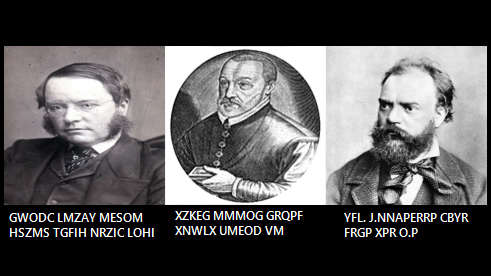 GWODC LMZAY MESOM
HSZMS TGFIH NRZIC LOHI
XZKEG MMMOG GRQPF
XNWLX UMEOD VM
YFL. J.NNAPERRP CBYR
FRGP XPR O.P